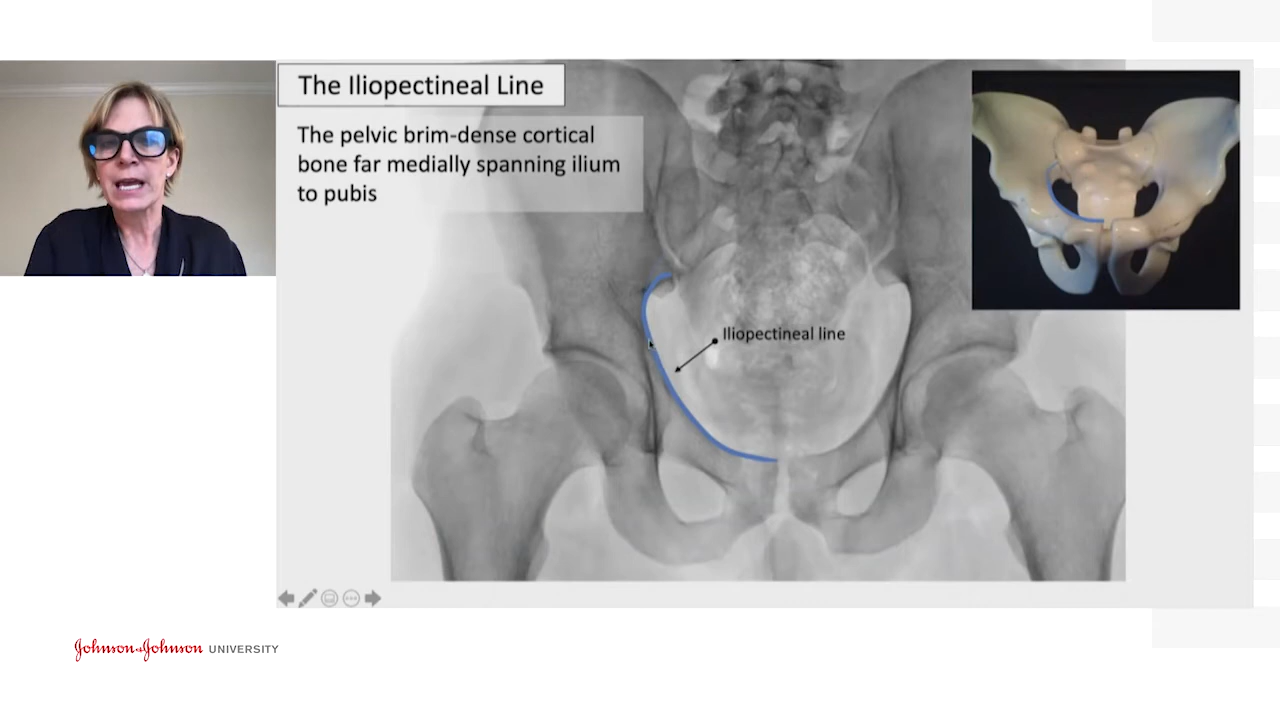 The Iliopectineal Line
The pelvic brim-dense cortical
bone far medially spanning ilium
to pubis
Iliopectineal line
Johnson&Johnson UNIVERSITY